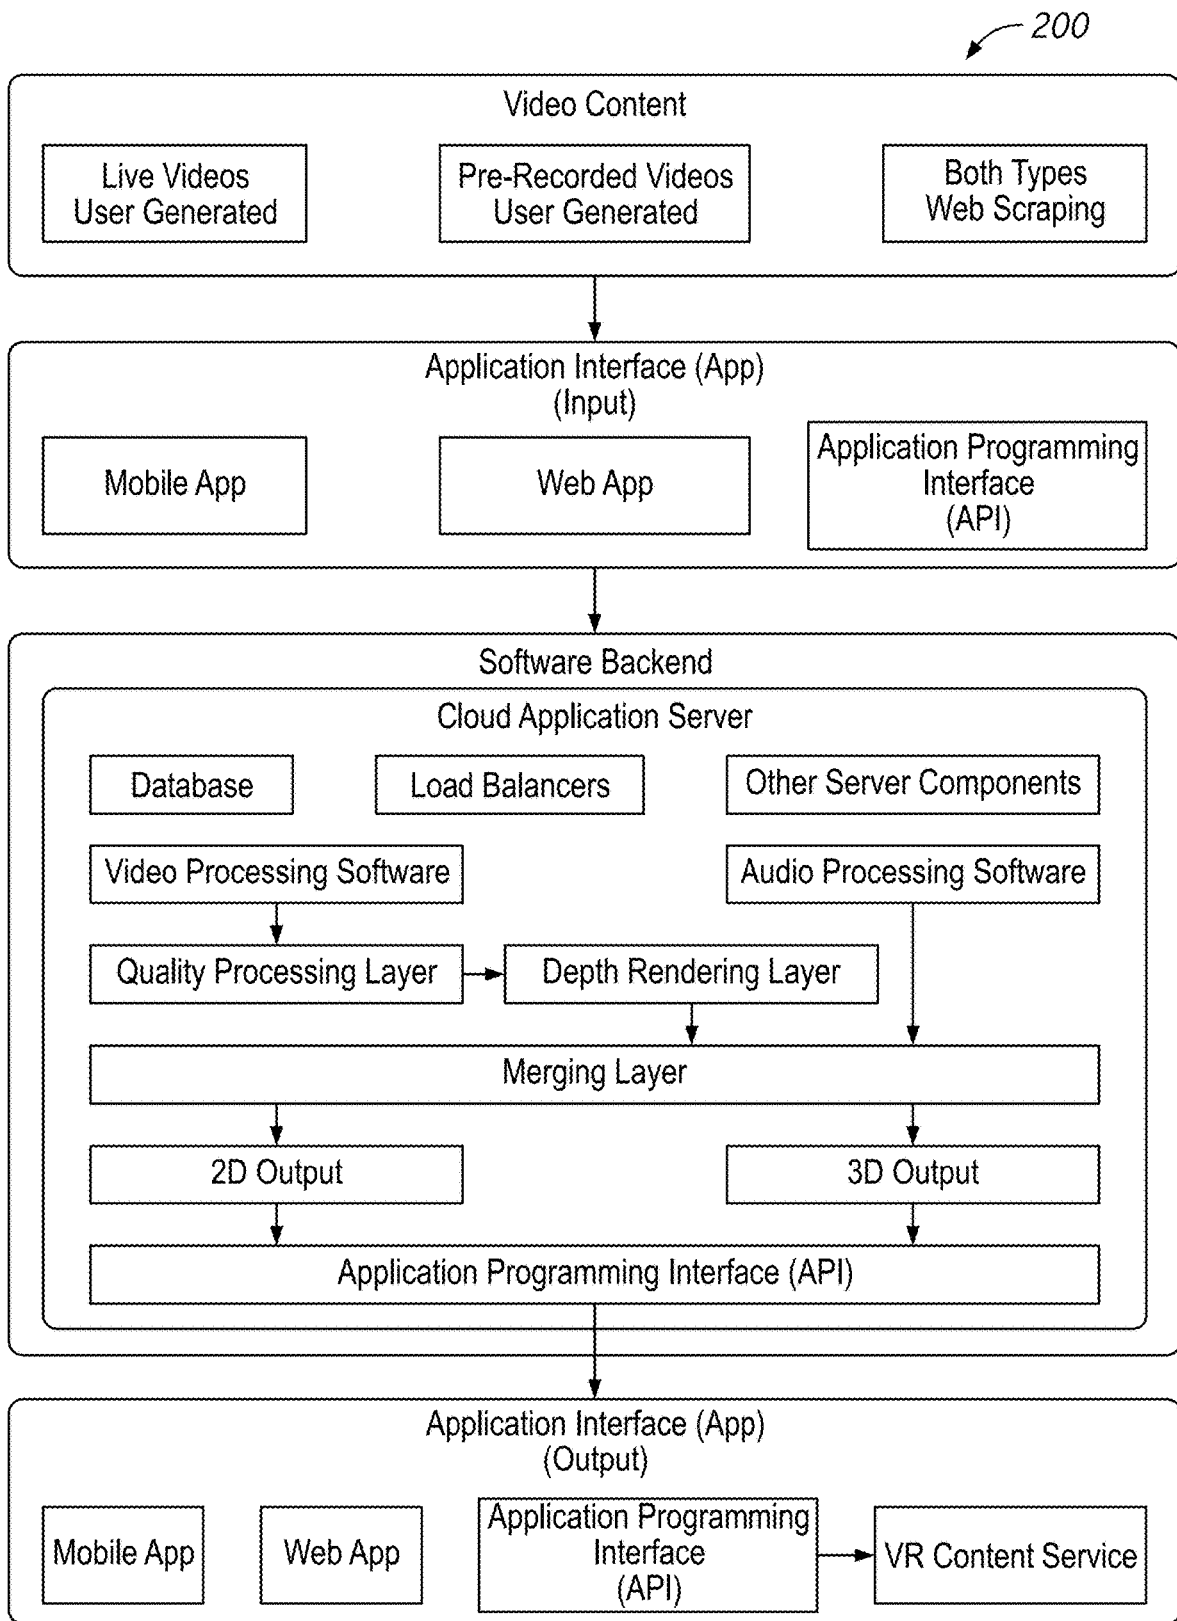 200
Video Content
Live Videos
User Generated
Pre-Recorded Videos
User Generated
Both Types
Web Scraping
Application Interface (App)
(Input)
Mobile App
Web App
Application Programming
Interface
(API)
Software Backend
Cloud Application Server
Database
Load Balancers
Other Server Components
Video Processing Software
Audio Processing Software
Quality Processing Layer
Depth Rendering Layer
Merging Layer
2D Output
3D Output
Application Programming Interface (API)
Application Interface (App)
(Output)
Mobile App
Web App
Application Programming
Interface
(API)
VR Content Service